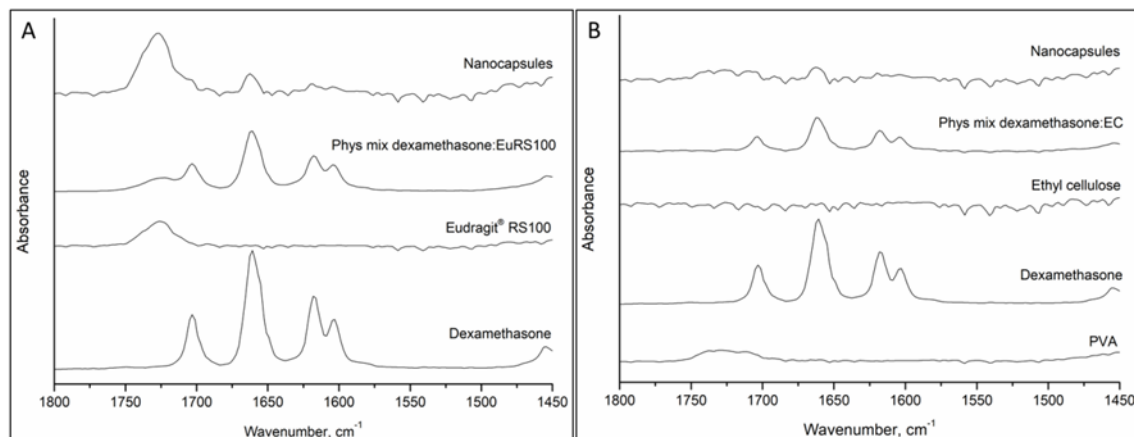 A
Nanocapsules
Phys mix dexamethasone:EuRS100
Eudragit® RS100
Dexamethasone
Absorbance
1800 1750 1700 1650 1600 1550 1500 1450
Wavenumber, cm⁻¹
B
Nanocapsules
Phys mix dexamethasone:EC
Ethyl cellulose
Dexamethasone
PVA
Absorbance
1800 1750 1700 1650 1600 1550 1500 1450
Wavenumber, cm⁻¹